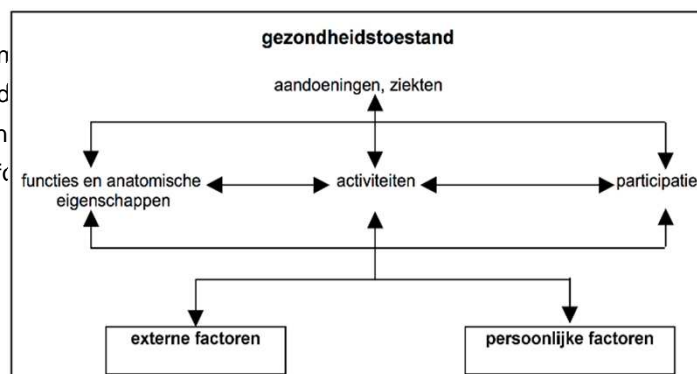 gezondheidstoestand
aandoeningen, ziekten
functies en anatomische
eigenschappen
activiteiten
participatie
externe factoren
persoonlijke factoren